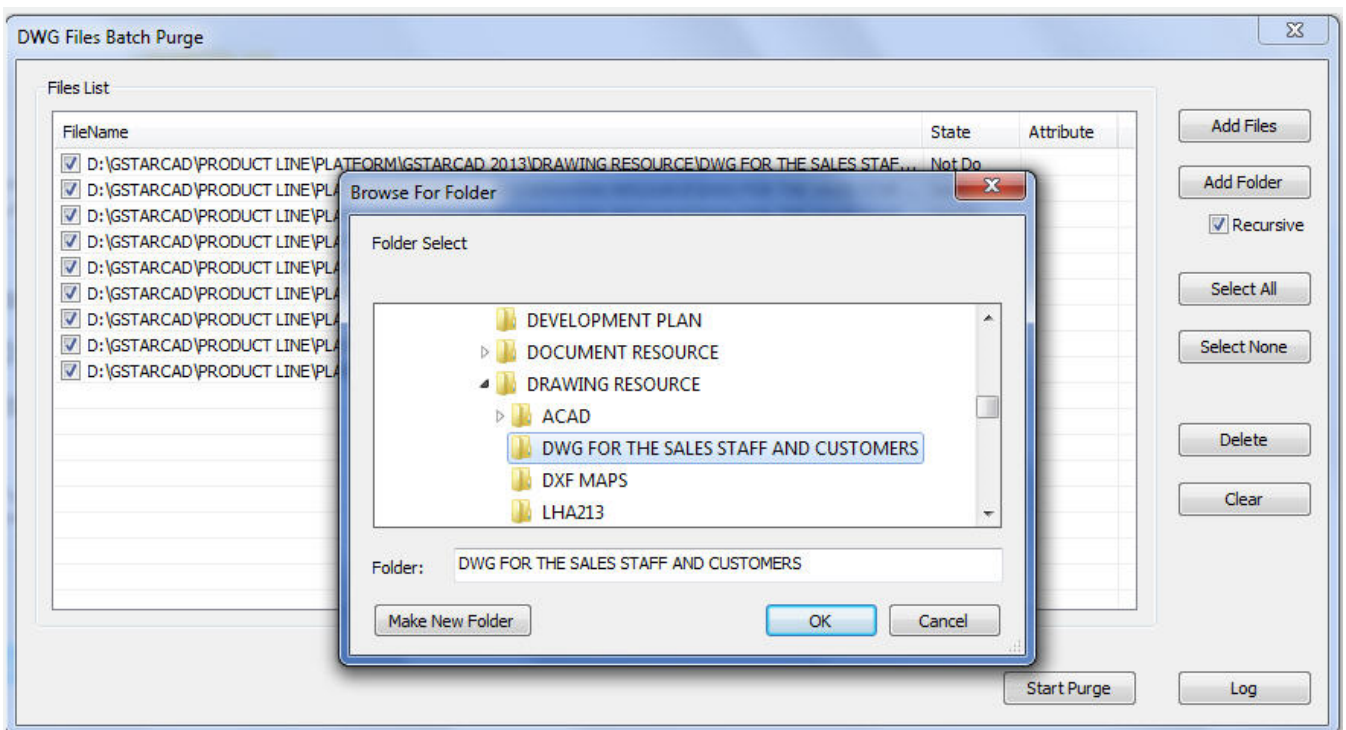 DWG Files Batch Purge
Files List
FileName State Attribute
D:\GSTARCAD\PRODUCT LINE\PLATFORM\GSTARCAD 2013\DRAWING RESOURCE\DWG FOR THE SALES STAF... Not Do
D:\GSTARCAD\PRODUCT LINE\PLA
D:\GSTARCAD\PRODUCT LINE\PLA
D:\GSTARCAD\PRODUCT LINE\PLA
D:\GSTARCAD\PRODUCT LINE\PLA
D:\GSTARCAD\PRODUCT LINE\PLA
D:\GSTARCAD\PRODUCT LINE\PLA
D:\GSTARCAD\PRODUCT LINE\PLA
D:\GSTARCAD\PRODUCT LINE\PLA
Browse For Folder
Folder Select
DEVELOPMENT PLAN
DOCUMENT RESOURCE
DRAWING RESOURCE
ACAD
DWG FOR THE SALES STAFF AND CUSTOMERS
DXF MAPS
LHA213
Folder: DWG FOR THE SALES STAFF AND CUSTOMERS
Make New Folder OK Cancel
Add Files
Add Folder
Recursive
Select All
Select None
Delete
Clear
Start Purge Log